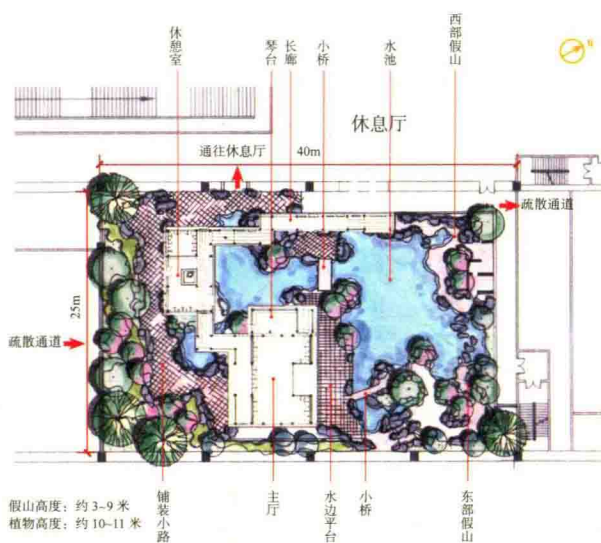 休憩室
琴台
长廊
小桥
水池
西部假山
休息厅
通往休息厅
40m
疏散通道
25m
疏散通道
假山高度：约 3~9 米
植物高度：约 10~11 米
铺装小路
主厅
水边平台
小桥
东部假山